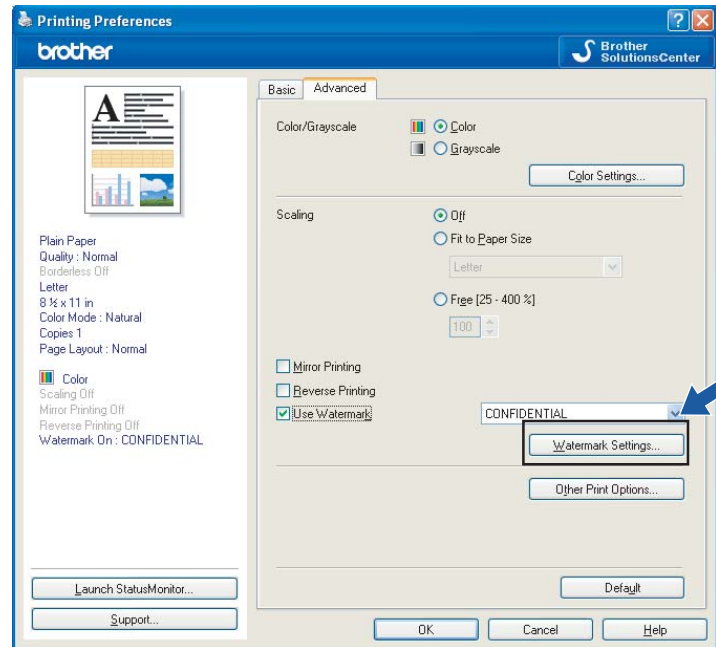 Printing Preferences
brother
Brother
SolutionsCenter
Basic
Advanced
A
Plain Paper
Quality : Normal
Borderless Off
Letter
8 ½ x 11 in
Color Mode : Natural
Copies 1
Page Layout : Normal
Color
Scaling Off
Mirror Printing Off
Reverse Printing Off
Watermark On : CONFIDENTIAL
Launch StatusMonitor...
Support...
Color/Grayscale
Color
Grayscale
Color Settings...
Scaling
Off
Fit to Paper Size
Letter
Free [25 - 400 %]
100
Mirror Printing
Reverse Printing
Use Watermark
CONFIDENTIAL
Watermark Settings...
Other Print Options...
Default
OK
Cancel
Help